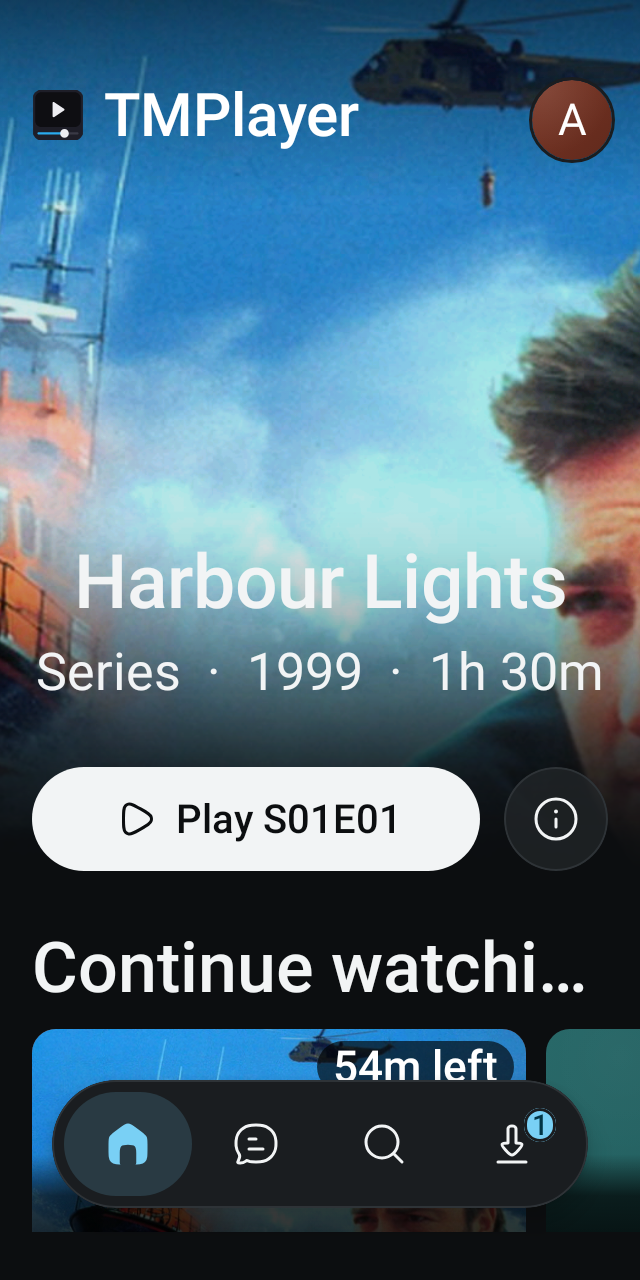 TMPlayer
A
Harbour Lights
Series · 1999 · 1h 30m
Play S01E01
Continue watchi…
54m left
1